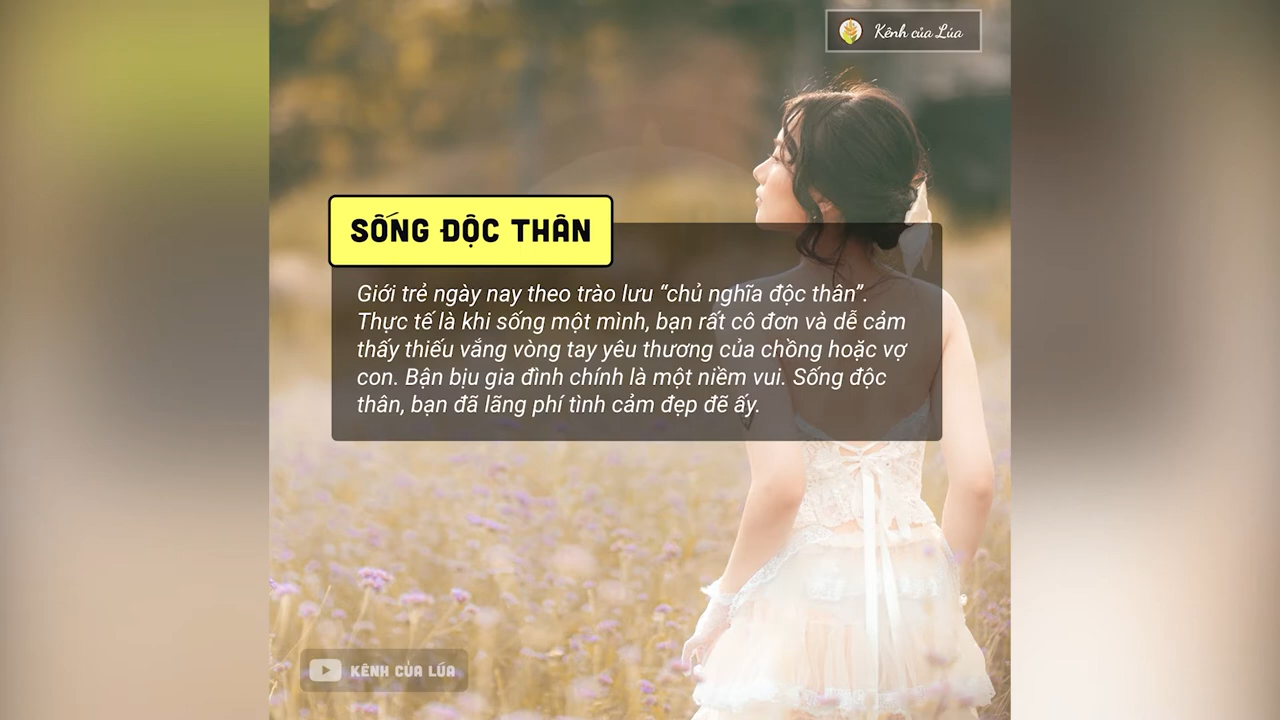 Kênh của Lúa
SỐNG ĐỘC THÂN
Giới trẻ ngày nay theo trào lưu “chủ nghĩa độc thân”.
Thực tế là khi sống một mình, bạn rất cô đơn và dễ cảm
thấy thiếu vắng vòng tay yêu thương của chồng hoặc vợ
con. Bận bịu gia đình chính là một niềm vui. Sống độc
thân, bạn đã lãng phí tình cảm đẹp đẽ ấy.
KÊNH CỦA LÚA